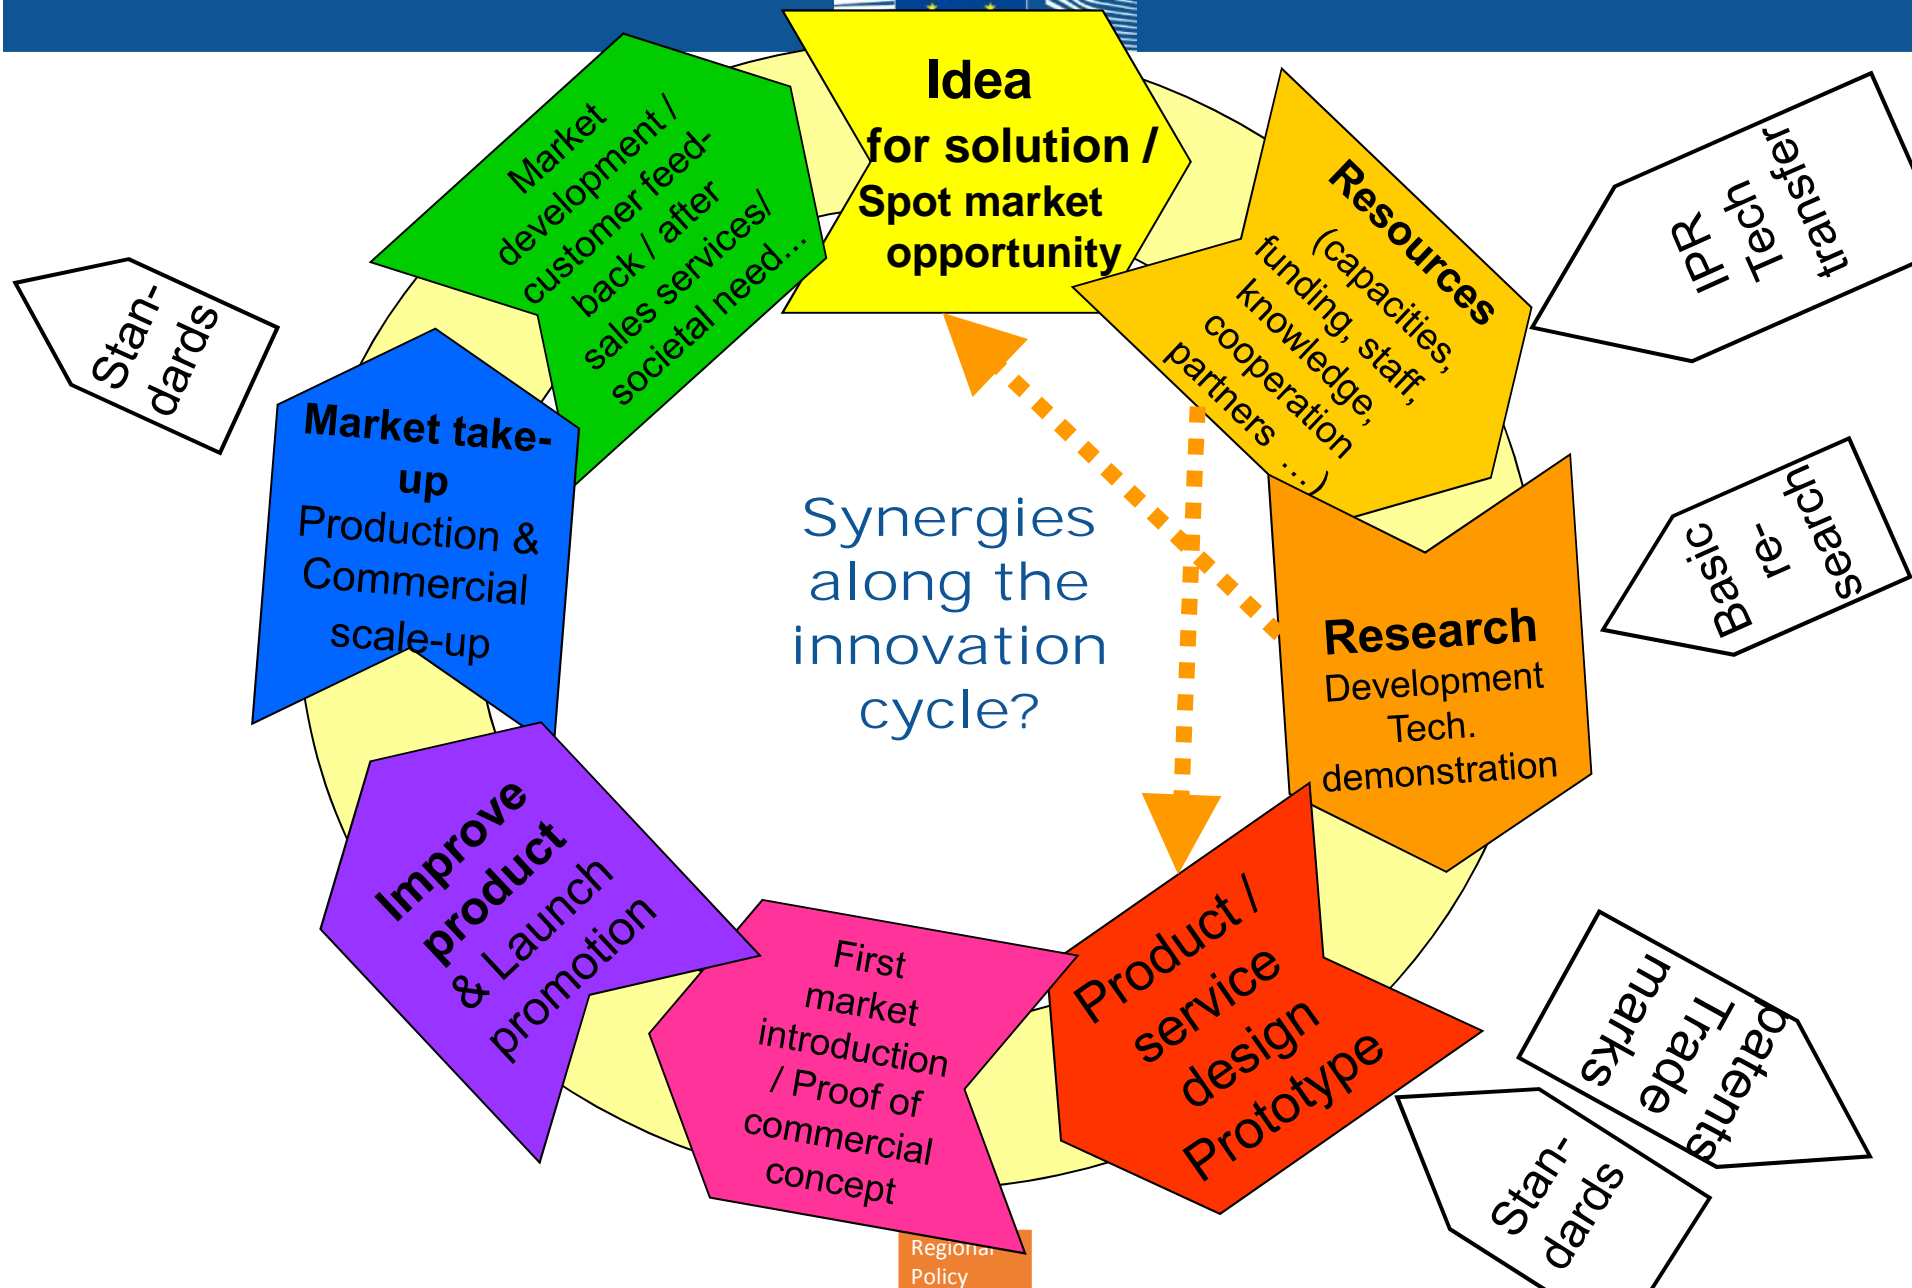 Idea
for solution /
Spot market
opportunity
Resources
(capacities,
funding, staff,
knowledge,
cooperation
partners …)
Research
Development
Tech.
demonstration
Product /
service
design
Prototype
First
market
introduction
/ Proof of
commercial
concept
Improve
product
& Launch
promotion
Market take-
up
Production &
Commercial
scale-up
Market
development /
customer feed-
back / after
sales services/
societal need...
Synergies
along the
innovation
cycle?
IPR
Tech
transfer
Basic
re-
search
patents
Trade
marks
Stan-
dards
Stan-
dards
Regional
Policy